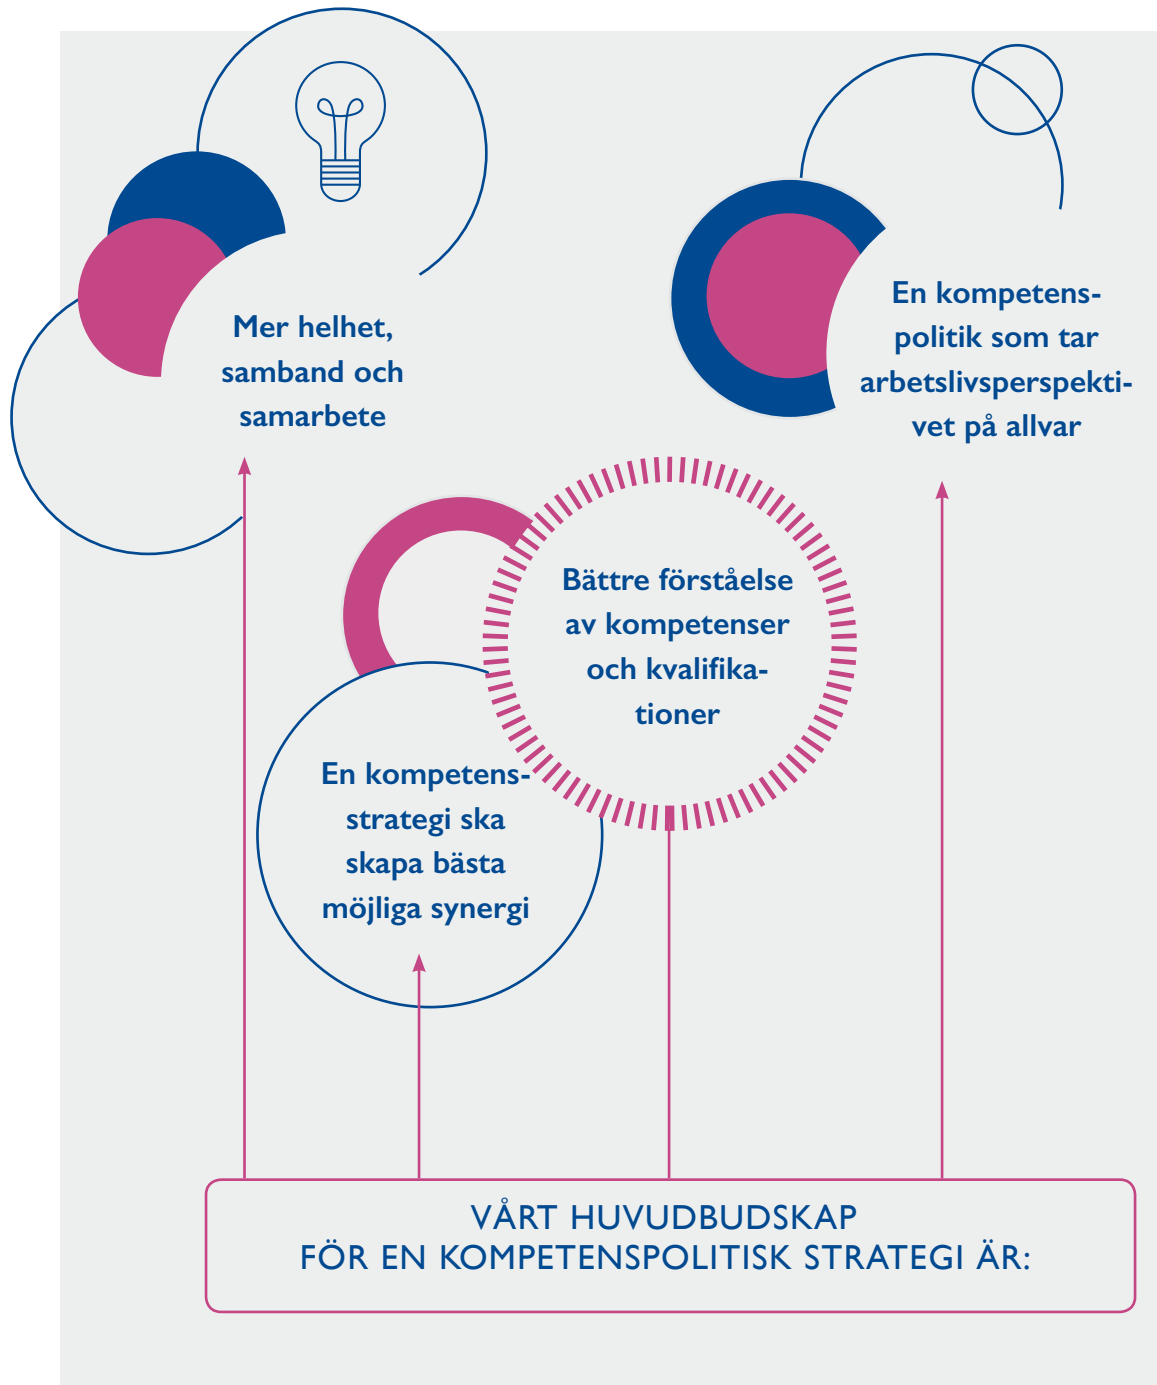 Mer helhet,
samband och
samarbete
En kompetens-
politik som tar
arbetslivsperspekti-
vet på allvar
Bättre förståelse
av kompetenser
och kvalifika-
tioner
En kompetens-
strategi ska
skapa bästa
möjliga synergi
VÅRT HUVUDBUDSKAP
FÖR EN KOMPETENSPOLITISK STRATEGI ÄR: